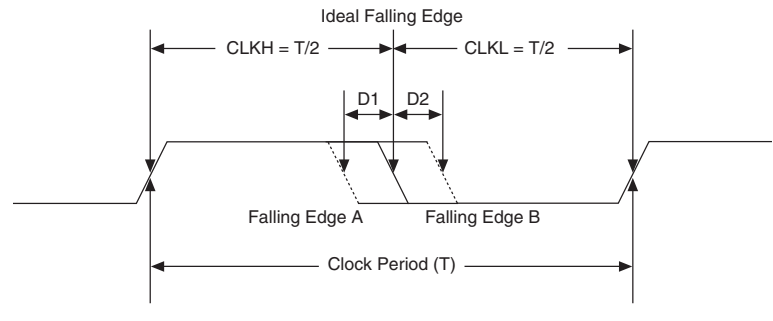 Ideal Falling Edge
CLKH = T/2
CLKL = T/2
D1
D2
Falling Edge A
Falling Edge B
Clock Period (T)